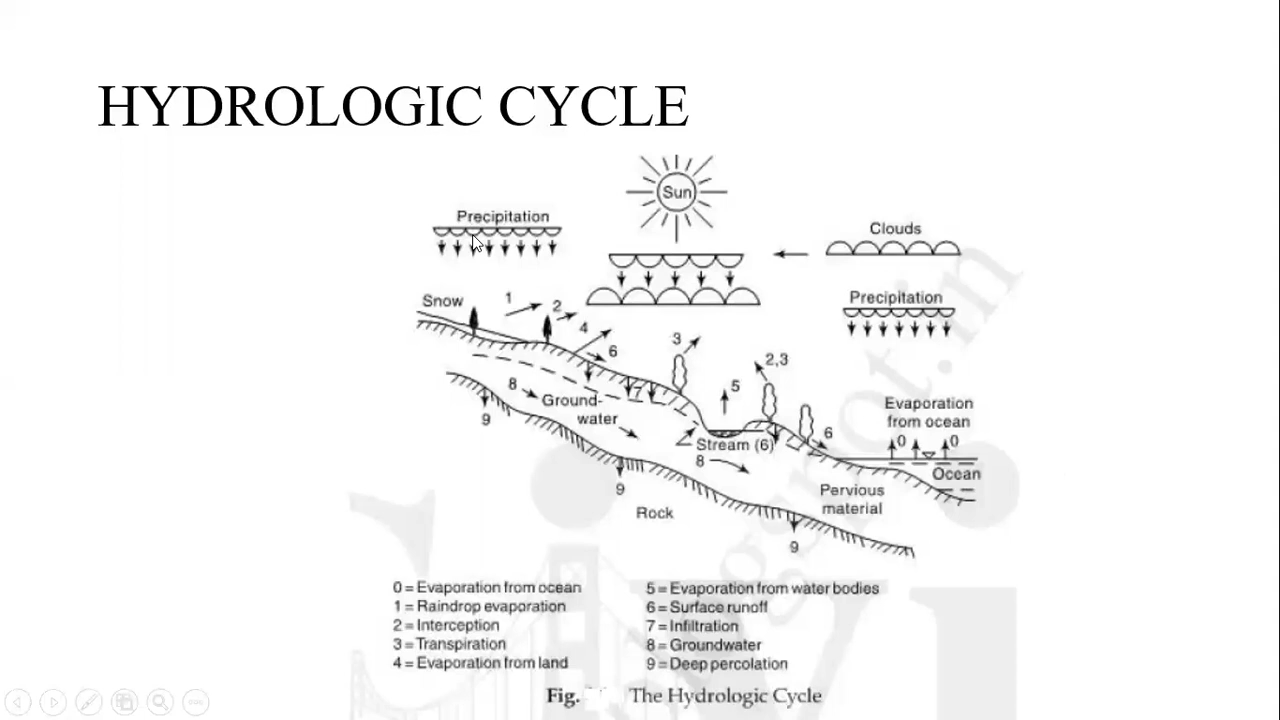 HYDROLOGIC CYCLE
Sun
Precipitation
Clouds
Precipitation
Snow
1
2
4
6
3
2,3
5
7
8
Ground-
water
9
Stream (6)
8
6
Evaporation
from ocean
0 0
Ocean
9
Rock
Pervious
material
9
0 = Evaporation from ocean
1 = Raindrop evaporation
2 = Interception
3 = Transpiration
4 = Evaporation from land
5 = Evaporation from water bodies
6 = Surface runoff
7 = Infiltration
8 = Groundwater
9 = Deep percolation
Fig. The Hydrologic Cycle